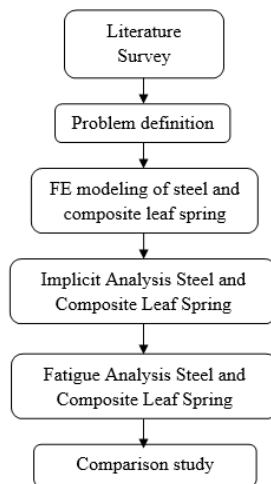 Literature
Survey
Problem definition
FE modeling of steel and
composite leaf spring
Implicit Analysis Steel and
Composite Leaf Spring
Fatigue Analysis Steel and
Composite Leaf Spring
Comparison study